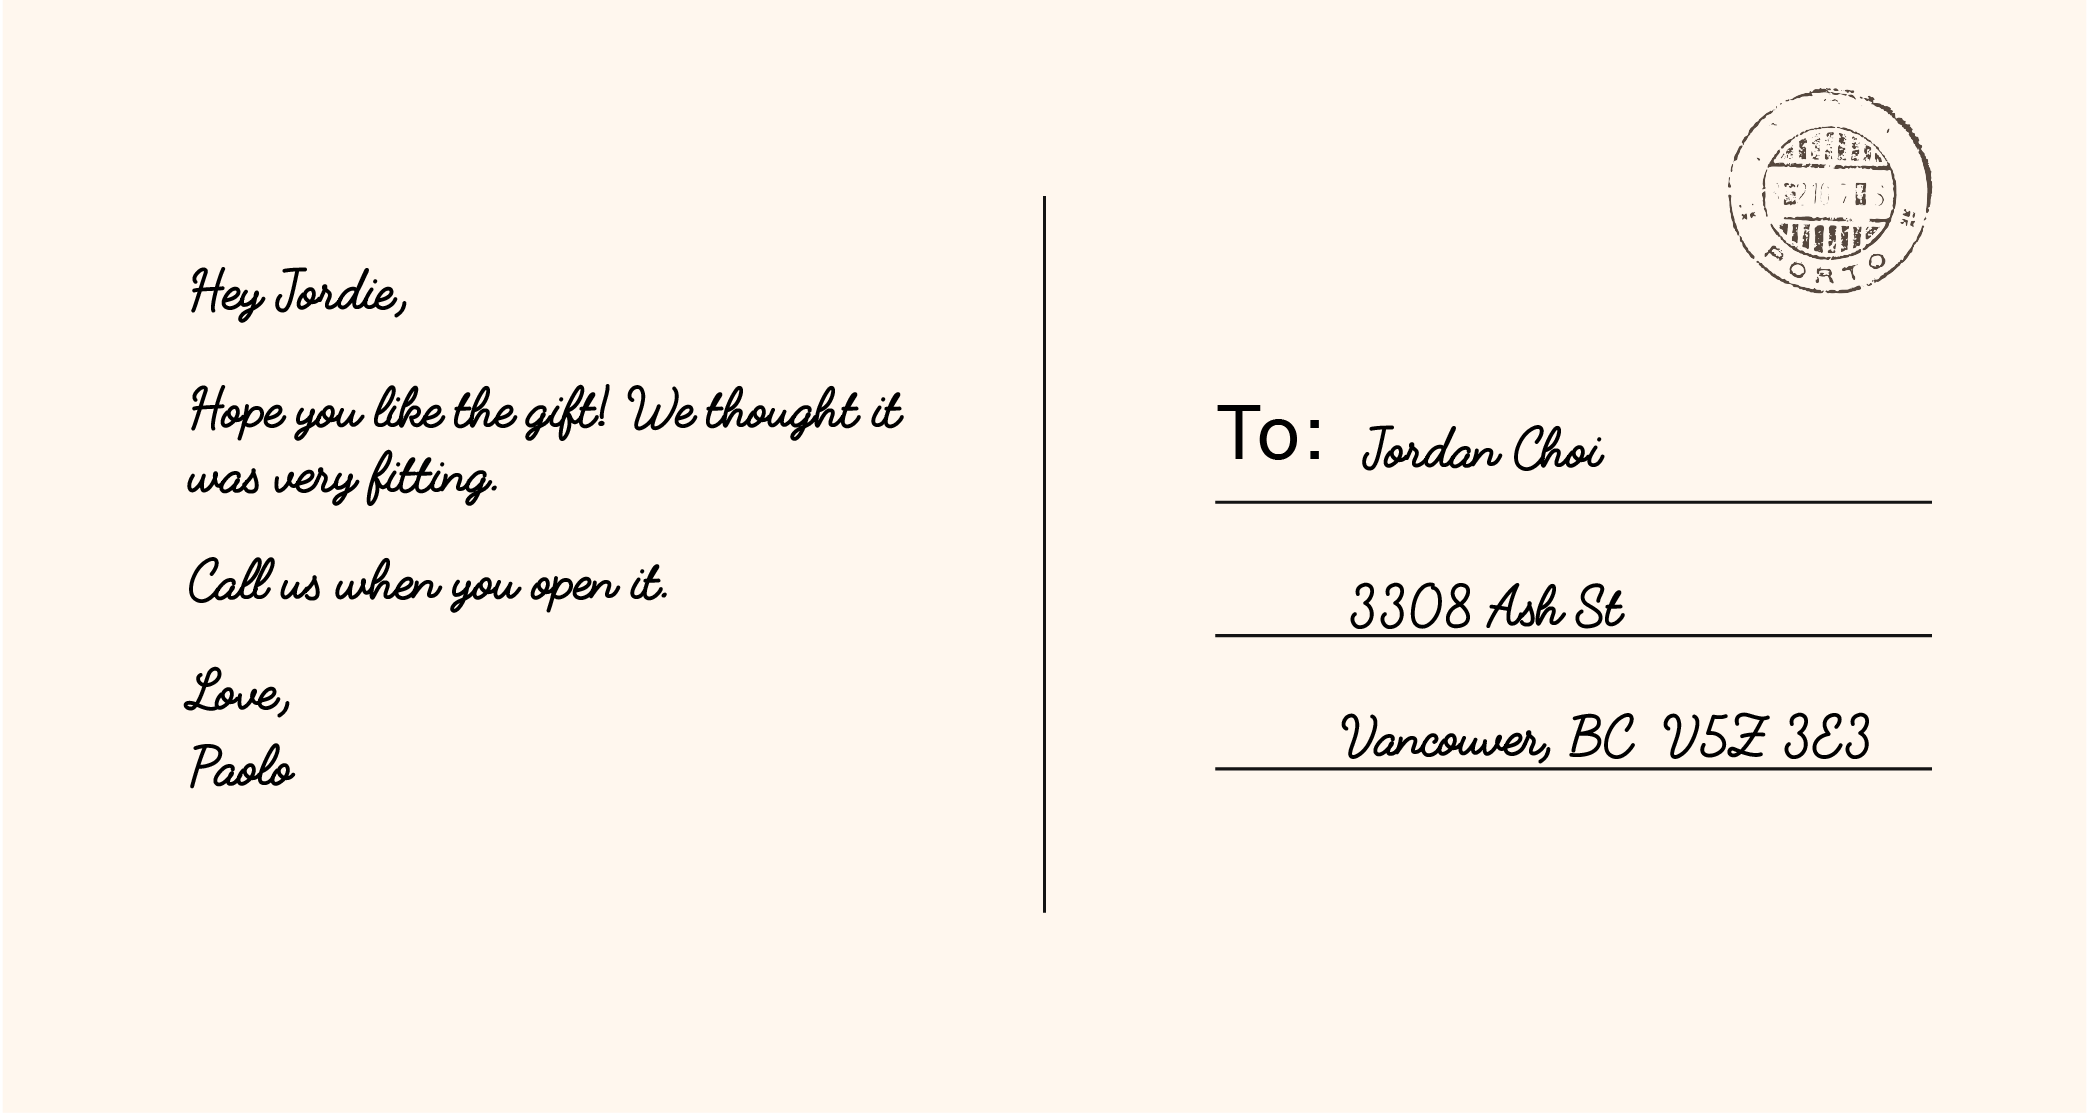 Hey Jordie,
Hope you like the gift! We thought it
was very fitting.
Call us when you open it.
Love,
Paolo
PORTO
To: Jordan Choi
3308 Ash St
Vancouver, BC V5Z 3E3